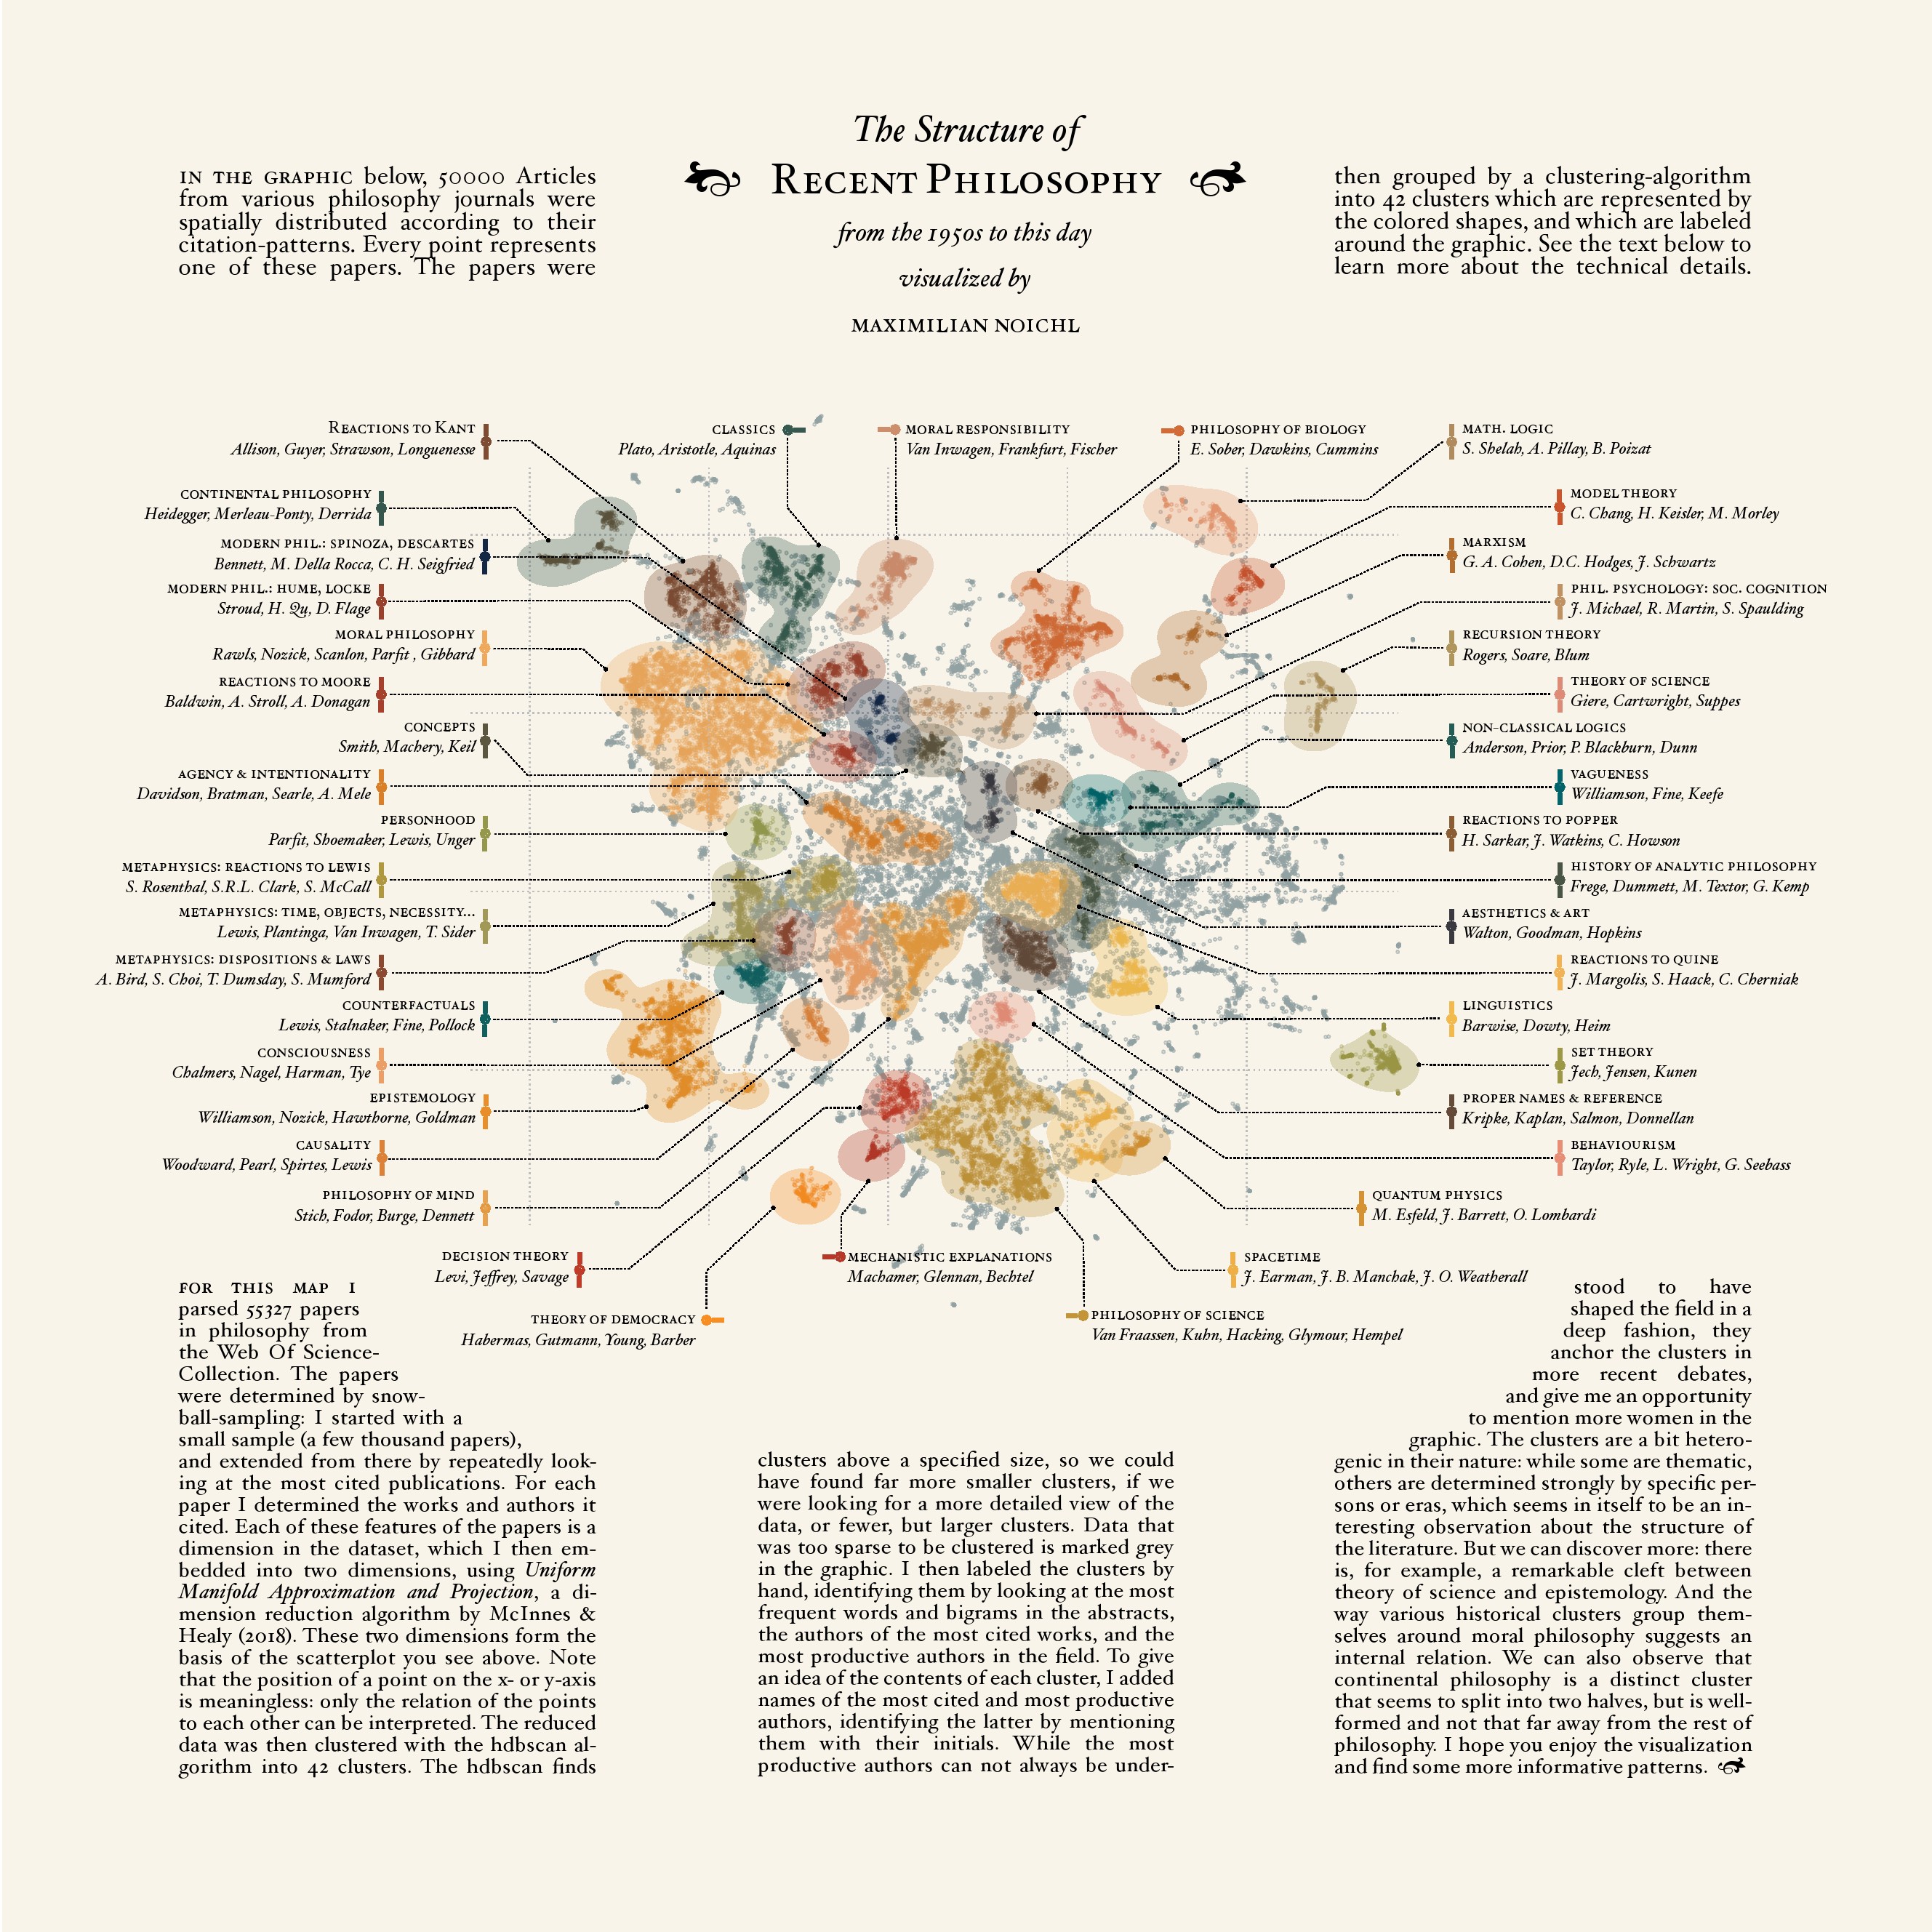 The Structure of
RECENT PHILOSOPHY
from the 1950s to this day
visualized by
MAXIMILIAN NOICHL
IN THE GRAPHIC below, 50000 Articles
from various philosophy journals were
spatially distributed according to their
citation-patterns. Every point represents
one of these papers. The papers were
then grouped by a clustering-algorithm
into 42 clusters which are represented by
the colored shapes, and which are labeled
around the graphic. See the text below to
learn more about the technical details.
REACTIONS TO KANT
Allison, Guyer, Strawson, Longuenesse
CONTINENTAL PHILOSOPHY
Heidegger, Merleau-Ponty, Derrida
MODERN PHIL.: SPINOZA, DESCARTES
Bennett, M. Della Rocca, C. H. Seigfried
MODERN PHIL.: HUME, LOCKE
Stroud, H. Qu, D. Flage
MORAL PHILOSOPHY
Rawls, Nozick, Scanlon, Parfit , Gibbard
REACTIONS TO MOORE
Baldwin, A. Stroll, A. Donagan
CONCEPTS
Smith, Machery, Keil
AGENCY & INTENTIONALITY
Davidson, Bratman, Searle, A. Mele
PERSONHOOD
Parfit, Shoemaker, Lewis, Unger
METAPHYSICS: REACTIONS TO LEWIS
S. Rosenthal, S.R.L. Clark, S. McCall
METAPHYSICS: TIME, OBJECTS, NECESSITY...
Lewis, Plantinga, Van Inwagen, T. Sider
METAPHYSICS: DISPOSITIONS & LAWS
A. Bird, S. Choi, T. Dumsday, S. Mumford
COUNTERFACTUALS
Lewis, Stalnaker, Fine, Pollock
CONSCIOUSNESS
Chalmers, Nagel, Harman, Tye
EPISTEMOLOGY
Williamson, Nozick, Hawthorne, Goldman
CAUSALITY
Woodward, Pearl, Spirtes, Lewis
PHILOSOPHY OF MIND
Stich, Fodor, Burge, Dennett
DECISION THEORY
Levi, Jeffrey, Savage
THEORY OF DEMOCRACY
Habermas, Gutmann, Young, Barber
CLASSICS
Plato, Aristotle, Aquinas
MORAL RESPONSIBILITY
Van Inwagen, Frankfurt, Fischer
PHILOSOPHY OF BIOLOGY
E. Sober, Dawkins, Cummins
MATH. LOGIC
S. Shelah, A. Pillay, B. Poizat
MODEL THEORY
C. Chang, H. Keisler, M. Morley
MARXISM
G. A. Cohen, D.C. Hodges, J. Schwartz
PHIL. PSYCHOLOGY: SOC. COGNITION
J. Michael, R. Martin, S. Spaulding
RECURSION THEORY
Rogers, Soare, Blum
THEORY OF SCIENCE
Giere, Cartwright, Suppes
NON-CLASSICAL LOGICS
Anderson, Prior, P. Blackburn, Dunn
VAGUENESS
Williamson, Fine, Keefe
REACTIONS TO POPPER
H. Sarkar, J. Watkins, C. Howson
HISTORY OF ANALYTIC PHILOSOPHY
Frege, Dummett, M. Textor, G. Kemp
AESTHETICS & ART
Walton, Goodman, Hopkins
REACTIONS TO QUINE
J. Margolis, S. Haack, C. Cherniak
LINGUISTICS
Barwise, Dowty, Heim
SET THEORY
Jech, Jensen, Kunen
PROPER NAMES & REFERENCE
Kripke, Kaplan, Salmon, Donnellan
BEHAVIOURISM
Taylor, Ryle, L. Wright, G. Seebass
QUANTUM PHYSICS
M. Esfeld, J. Barrett, O. Lombardi
SPACETIME
J. Earman, J. B. Manchak, J. O. Weatherall
MECHANISTIC EXPLANATIONS
Machamer, Glennan, Bechtel
PHILOSOPHY OF SCIENCE
Van Fraassen, Kuhn, Hacking, Glymour, Hempel
FOR THIS MAP I
parsed 55327 papers
in philosophy from
the Web Of Science-
Collection. The papers
were determined by snow-
ball-sampling: I started with a
small sample (a few thousand papers),
and extended from there by repeatedly look-
ing at the most cited publications. For each
paper I determined the works and authors it
cited. Each of these features of the papers is a
dimension in the dataset, which I then em-
bedded into two dimensions, using Uniform
Manifold Approximation and Projection, a di-
mension reduction algorithm by McInnes &
Healy (2018). These two dimensions form the
basis of the scatterplot you see above. Note
that the position of a point on the x- or y-axis
is meaningless: only the relation of the points
to each other can be interpreted. The reduced
data was then clustered with the hdbscan al-
gorithm into 42 clusters. The hdbscan finds
clusters above a specified size, so we could
have found far more smaller clusters, if we
were looking for a more detailed view of the
data, or fewer, but larger clusters. Data that
was too sparse to be clustered is marked grey
in the graphic. I then labeled the clusters by
hand, identifying them by looking at the most
frequent words and bigrams in the abstracts,
the authors of the most cited works, and the
most productive authors in the field. To give
an idea of the contents of each cluster, I added
names of the most cited and most productive
authors, identifying the latter by mentioning
them with their initials. While the most
productive authors can not always be under-
stood to have
shaped the field in a
deep fashion, they
anchor the clusters in
more recent debates,
and give me an opportunity
to mention more women in the
graphic. The clusters are a bit hetero-
genic in their nature: while some are thematic,
others are determined strongly by specific per-
sons or eras, which seems in itself to be an in-
teresting observation about the structure of
the literature. But we can discover more: there
is, for example, a remarkable cleft between
theory of science and epistemology. And the
way various historical clusters group them-
selves around moral philosophy suggests an
internal relation. We can also observe that
continental philosophy is a distinct cluster
that seems to split into two halves, but is well-
formed and not that far away from the rest of
philosophy. I hope you enjoy the visualization
and find some more informative patterns.